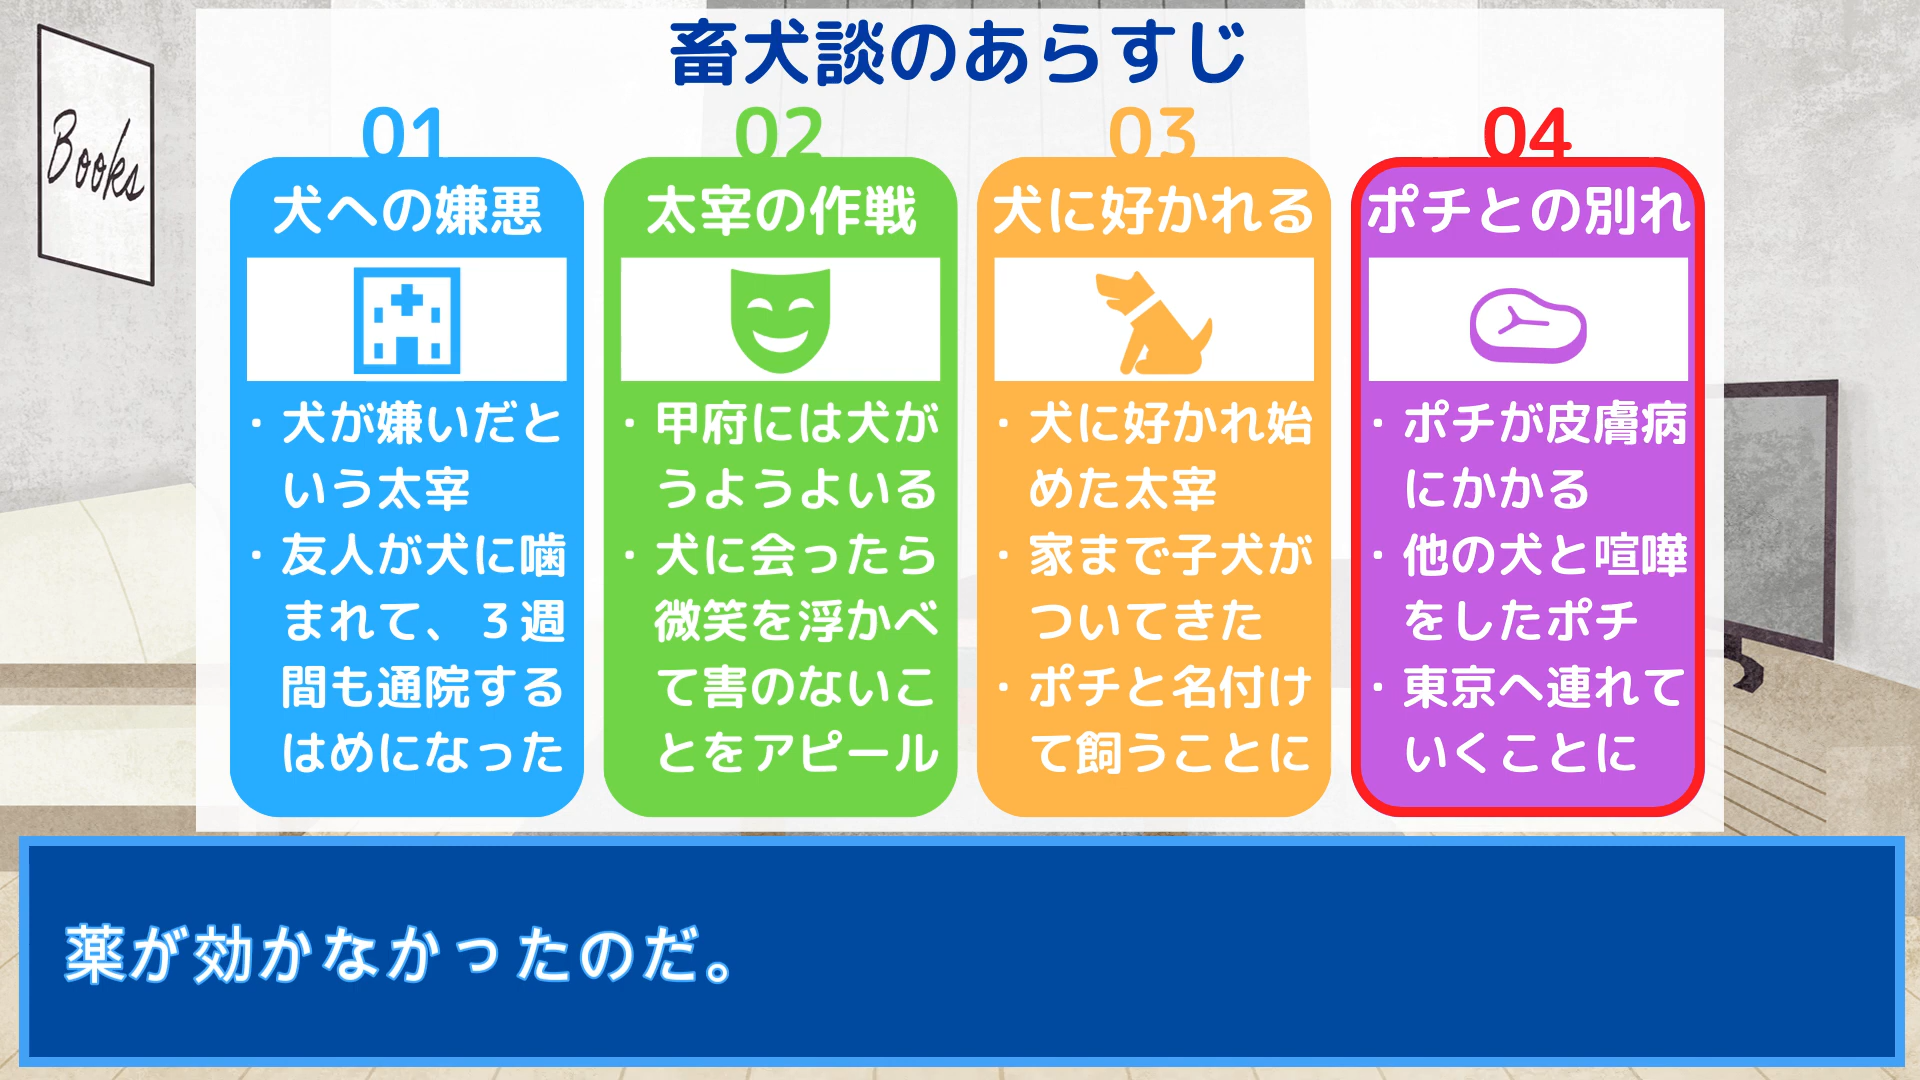 Books
畜犬談のあらすじ
01
犬への嫌悪
・犬が嫌いだと
いう太宰
・友人が犬に噛
まれて、３週
間も通院する
はめになった
02
太宰の作戦
・甲府には犬が
うようよいる
・犬に会ったら
微笑を浮かべ
て害のないこ
とをアピール
03
犬に好かれる
・犬に好かれ始
めた太宰
・家まで子犬が
ついてきた
・ポチと名付け
て飼うことに
04
ポチとの別れ
・ポチが皮膚病
にかかる
・他の犬と喧嘩
をしたポチ
・東京へ連れて
いくことに
薬が効かなかったのだ。